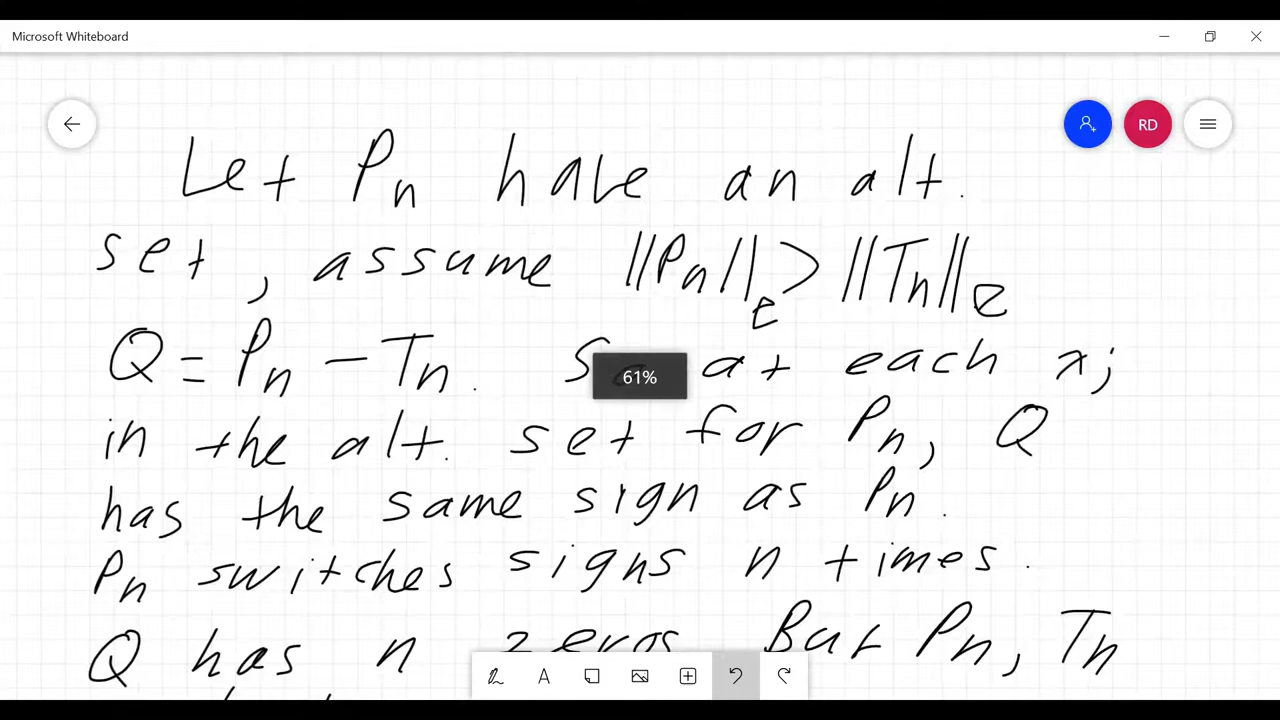 Microsoft Whiteboard
RD
Let Pn have an alt.
set, assume ||Pn||E > ||Tn||E
Q = Pn - Tn. So at each xj
61%
in the alt. set for Pn, Q
has the same sign as Pn.
Pn switches signs n times.
Q has n zeros. But Pn, Tn